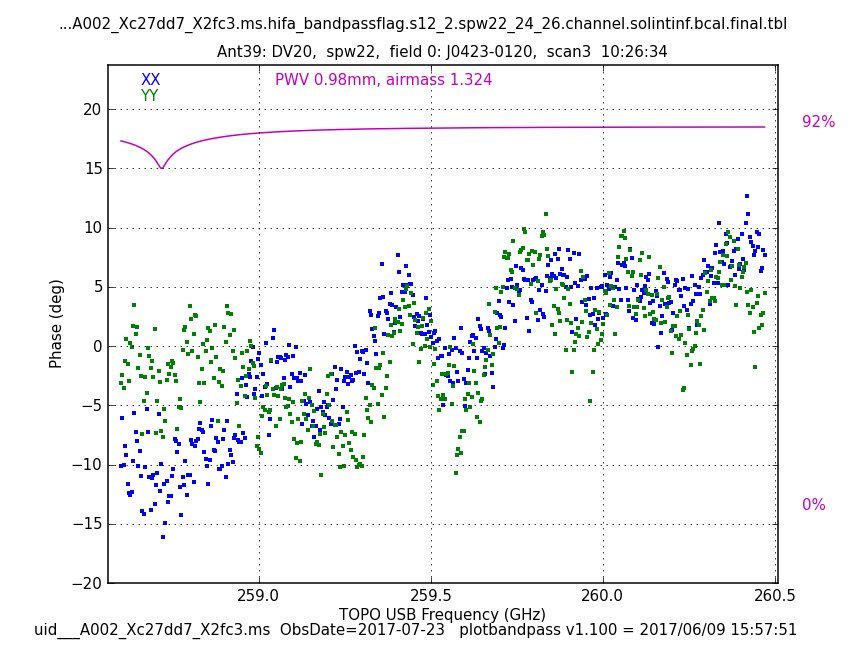 ...A002_Xc27dd7_X2fc3.ms.hifa_bandpassflag.s12_2.spw22_24_26.channel.solintinf.bcal.final.tbl
Ant39: DV20, spw22, field 0: J0423-0120, scan3 10:26:34
XX
PWV 0.98mm, airmass 1.324
YY
92%
0%
20
15
10
5
0
−5
−10
−15
−20
Phase (deg)
259.0 259.5 260.0 260.5
TOPO USB Frequency (GHz)
uid___A002_Xc27dd7_X2fc3.ms ObsDate=2017-07-23 plotbandpass v1.100 = 2017/06/09 15:57:51